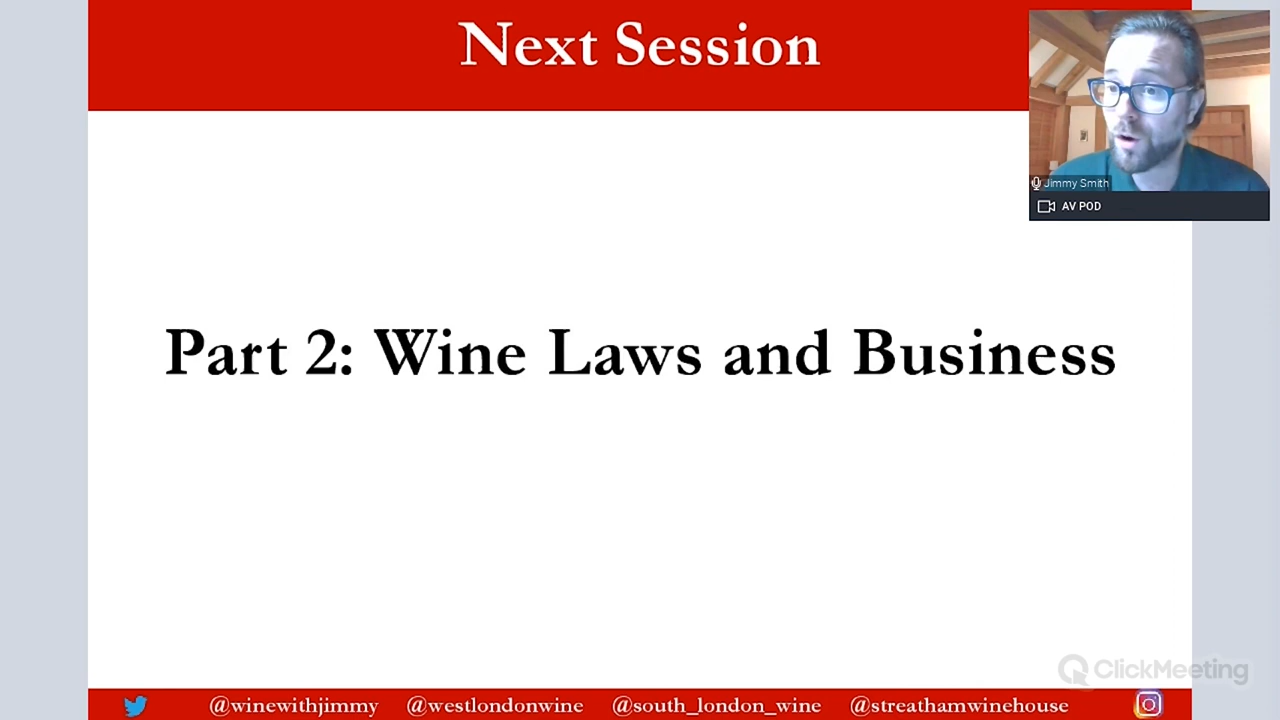 Next Session
Jimmy Smith
AV POD
Part 2: Wine Laws and Business
ClickMeeting
@winewithjimmy @westlondonwine @south_london_wine @streathamwinehouse